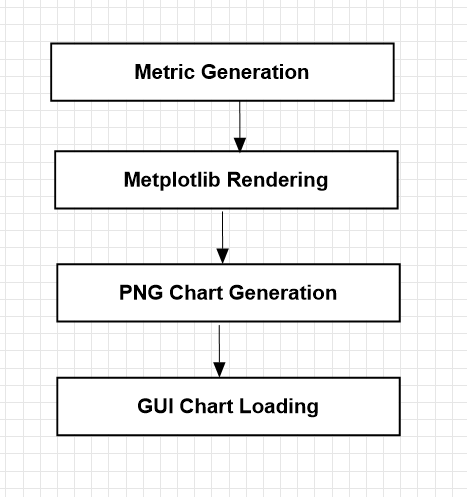 Metric Generation
Metplotlib Rendering
PNG Chart Generation
GUI Chart Loading